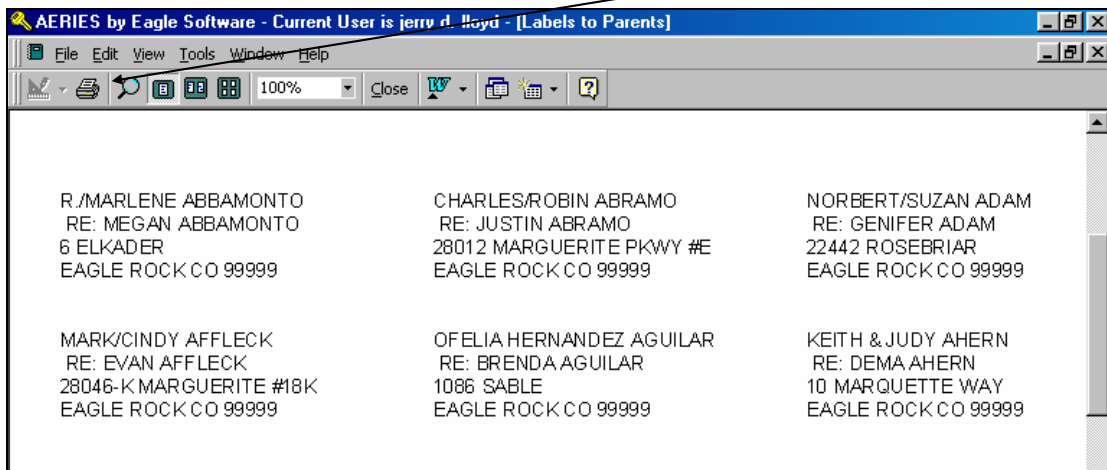 AERIES by Eagle Software - Current User is jerry d. lloyd - [Labels to Parents]
File Edit View Tools Window Help
100% Close
R./MARLENE ABBAMONTO
RE: MEGAN ABBAMONTO
6 ELKADER
EAGLE ROCK CO 99999
CHARLES/ROBIN ABRAMO
RE: JUSTIN ABRAMO
28012 MARGUERITE PKWY #E
EAGLE ROCK CO 99999
NORBERT/SUZAN ADAM
RE: GENIFER ADAM
22442 ROSEBRIAR
EAGLE ROCK CO 99999
MARK/CINDY AFFLECK
RE: EVAN AFFLECK
28046-K MARGUERITE #18K
EAGLE ROCK CO 99999
OFELIA HERNANDEZ AGUILAR
RE: BRENDA AGUILAR
1086 SABLE
EAGLE ROCK CO 99999
KEITH & JUDY AHERN
RE: DEMA AHERN
10 MARQUETTE WAY
EAGLE ROCK CO 99999